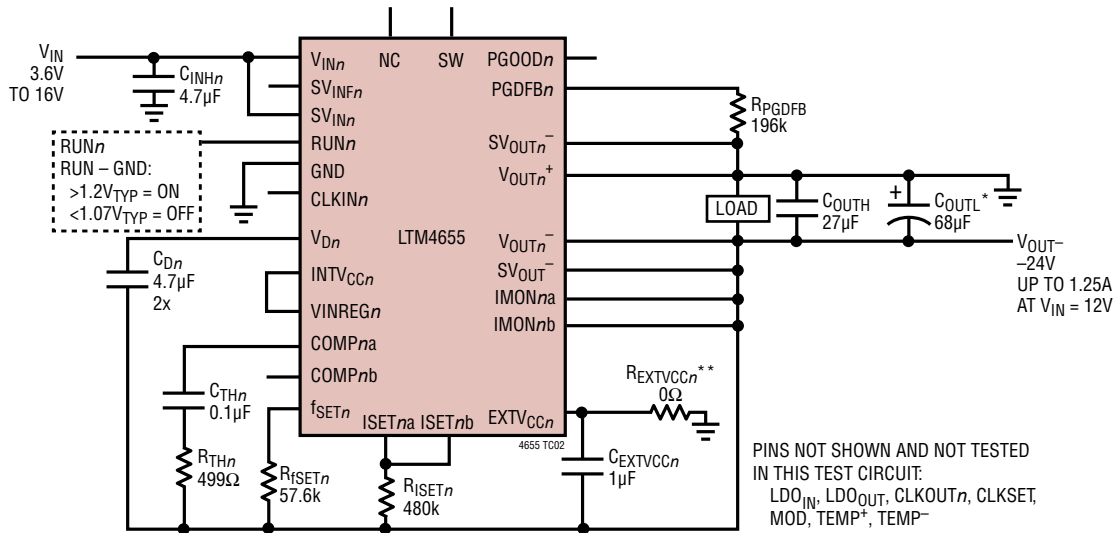 VIN
3.6V
TO 16V
CINHn
4.7µF
RUNn
RUN – GND:
>1.2VTYP = ON
<1.07VTYP = OFF
CDn
4.7µF
2x
CTHn
0.1µF
RTHn
499Ω
RfSETn
57.6k
NC SW
VINn
SVINFn
SVINn
RUNn
GND
CLKINn
VDn
INTVCCn
VINREGn
COMPna
COMPnb
fSETn
ISETna ISETnb
LTM4655
PGOODn
PGDFBn
SVOUTn–
VOUTn+
VOUTn–
SVOUT–
IMONna
IMONnb
EXTVCCn
4655 TC02
RISETn
480k
RPGDFB
196k
LOAD
COUTH
27µF
+
COUTL*
68µF
VOUT–
–24V
UP TO 1.25A
AT VIN = 12V
REXTVCCn**
0Ω
CEXTVCCn
1µF
PINS NOT SHOWN AND NOT TESTED
IN THIS TEST CIRCUIT:
LDOIN, LDOOUT, CLKOUTn, CLKSET,
MOD, TEMP+, TEMP–